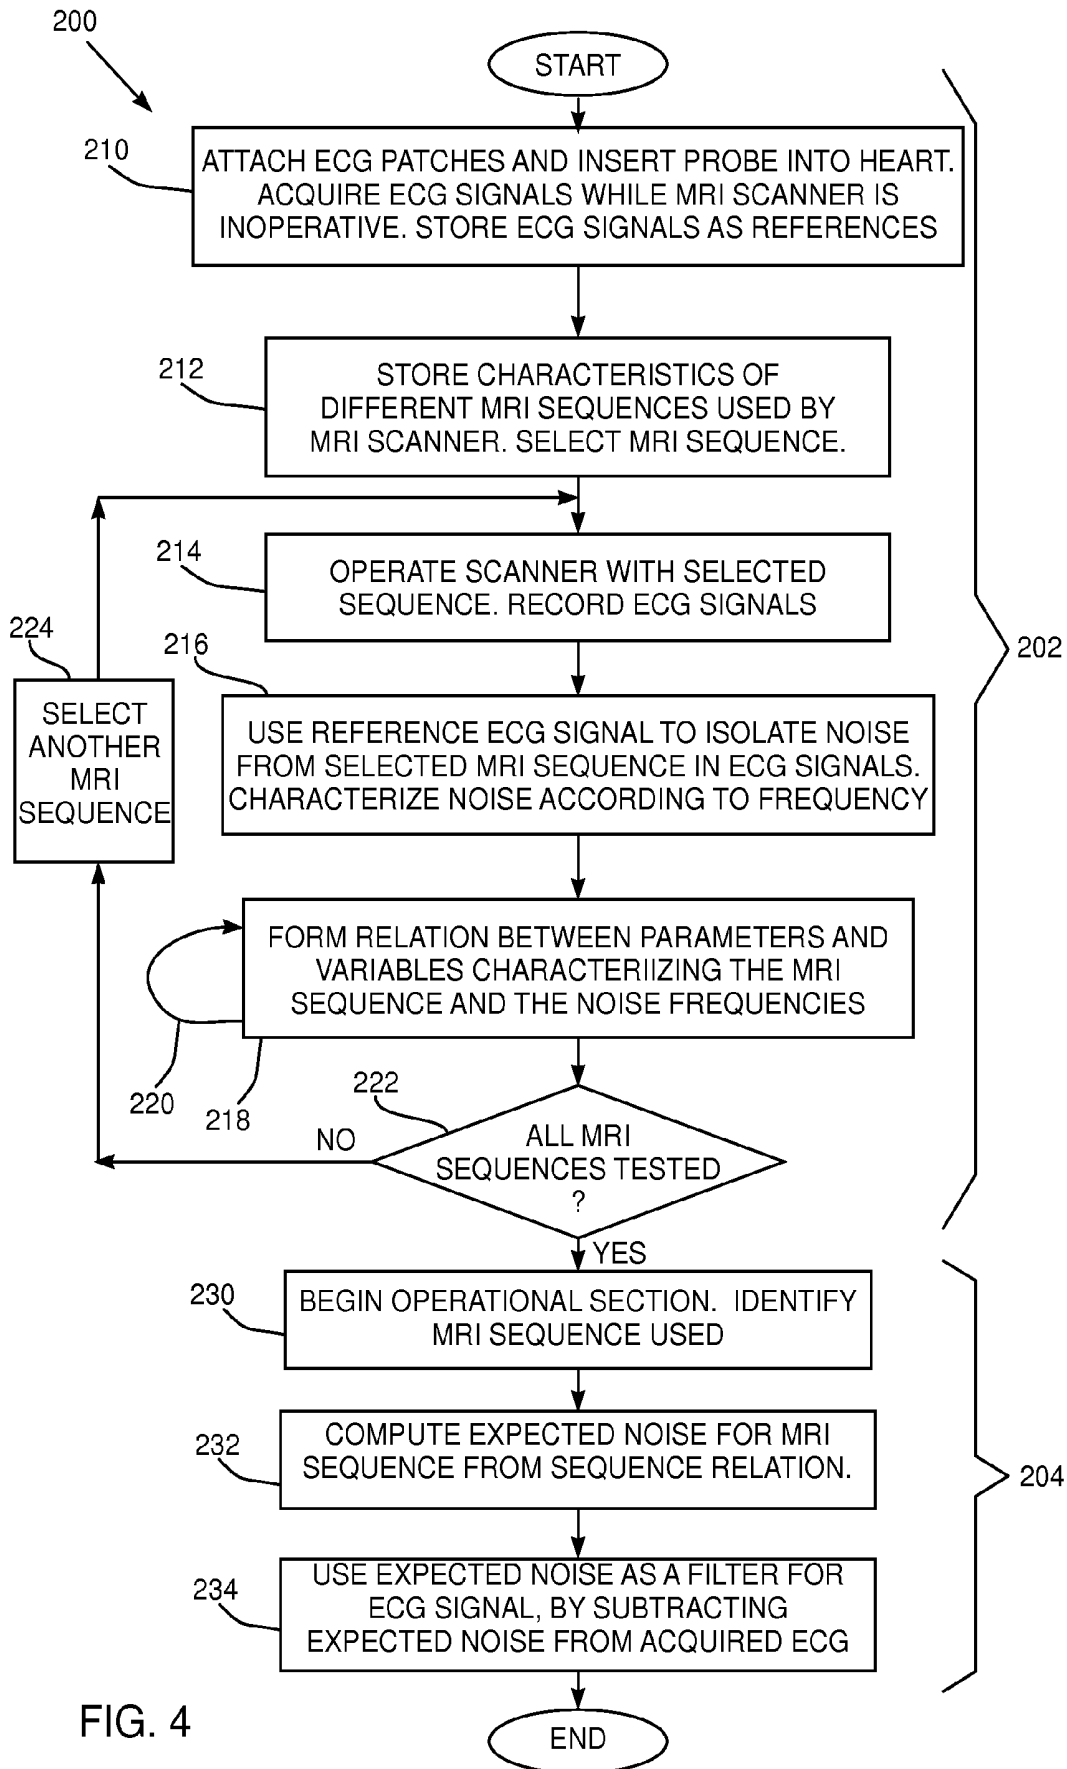 200
START
210
ATTACH ECG PATCHES AND INSERT PROBE INTO HEART.
ACQUIRE ECG SIGNALS WHILE MRI SCANNER IS
INOPERATIVE. STORE ECG SIGNALS AS REFERENCES
212
STORE CHARACTERISTICS OF
DIFFERENT MRI SEQUENCES USED BY
MRI SCANNER. SELECT MRI SEQUENCE.
214
OPERATE SCANNER WITH SELECTED
SEQUENCE. RECORD ECG SIGNALS
224
SELECT
ANOTHER
MRI
SEQUENCE
202
216
USE REFERENCE ECG SIGNAL TO ISOLATE NOISE
FROM SELECTED MRI SEQUENCE IN ECG SIGNALS.
CHARACTERIZE NOISE ACCORDING TO FREQUENCY
FORM RELATION BETWEEN PARAMETERS AND
VARIABLES CHARACTERIIZING THE MRI
SEQUENCE AND THE NOISE FREQUENCIES
220
218
222
NO
ALL MRI
SEQUENCES TESTED
?
YES
230
BEGIN OPERATIONAL SECTION. IDENTIFY
MRI SEQUENCE USED
232
COMPUTE EXPECTED NOISE FOR MRI
SEQUENCE FROM SEQUENCE RELATION.
204
234
USE EXPECTED NOISE AS A FILTER FOR
ECG SIGNAL, BY SUBTRACTING
EXPECTED NOISE FROM ACQUIRED ECG
FIG. 4
END